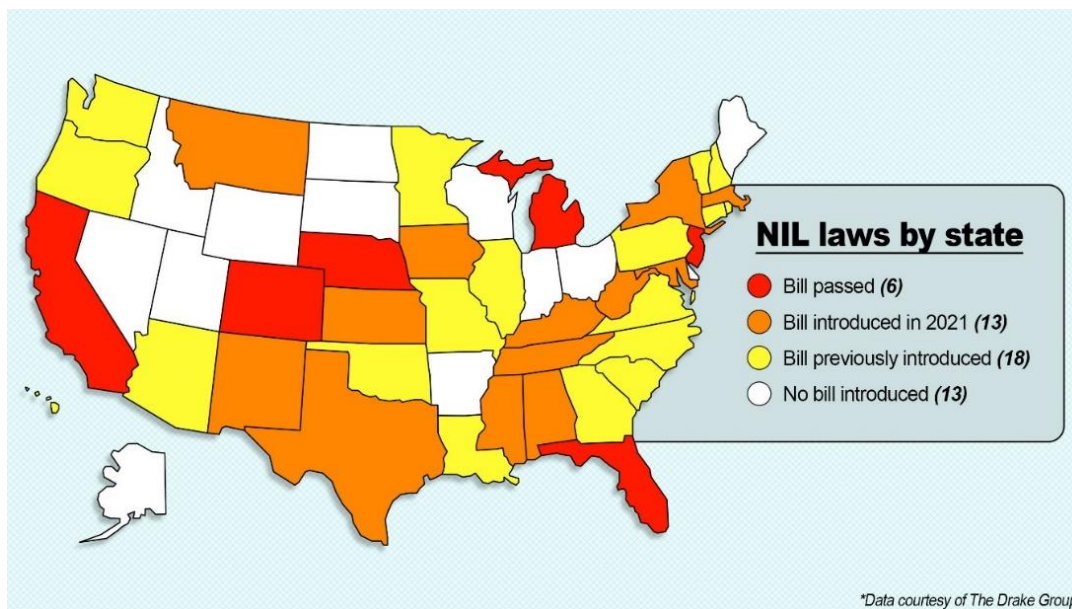 NIL laws by state
Bill passed (6)
Bill introduced in 2021 (13)
Bill previously introduced (18)
No bill introduced (13)
*Data courtesy of The Drake Group